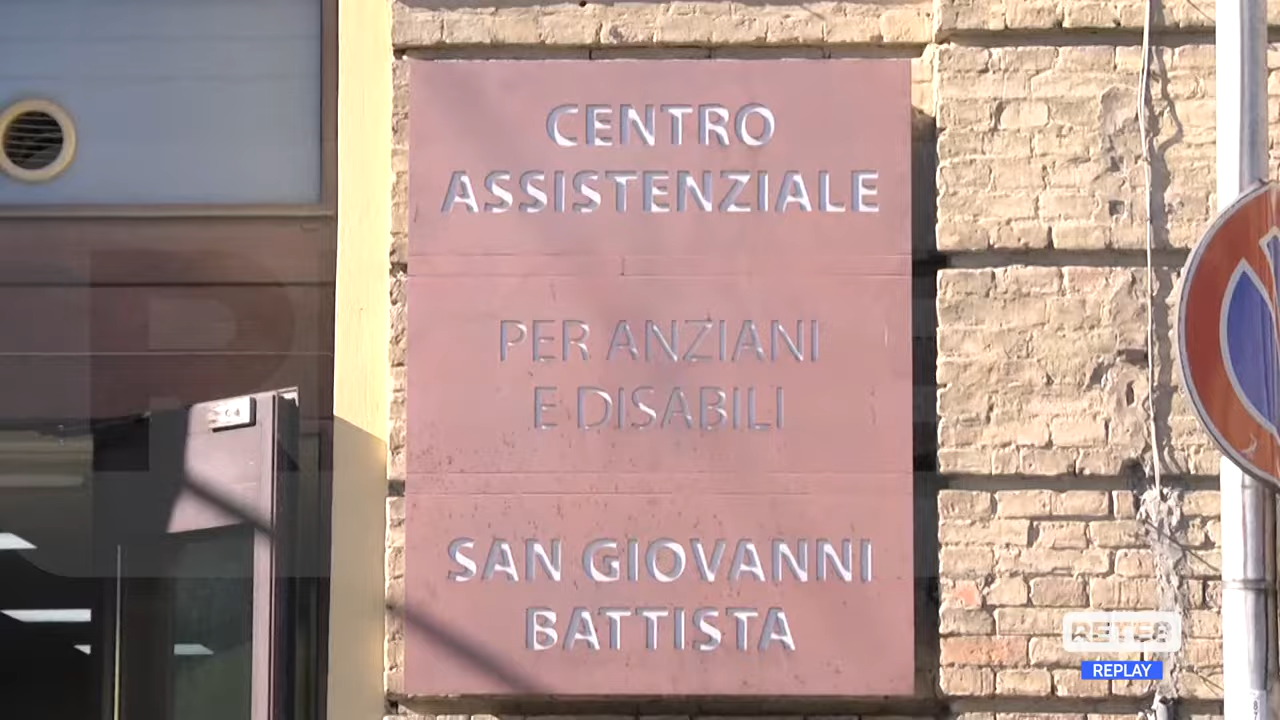 CENTRO
ASSISTENZIALE
PER ANZIANI
E DISABILI
SAN GIOVANNI
BATTISTA
RETE8
REPLAY